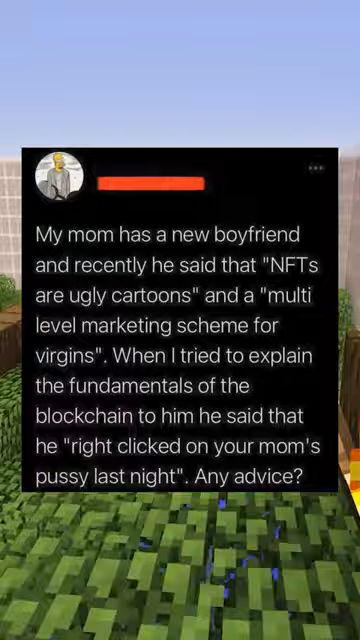 My mom has a new boyfriend
and recently he said that "NFTs
are ugly cartoons" and a "multi
level marketing scheme for
virgins". When I tried to explain
the fundamentals of the
blockchain to him he said that
he "right clicked on your mom's
pussy last night". Any advice?